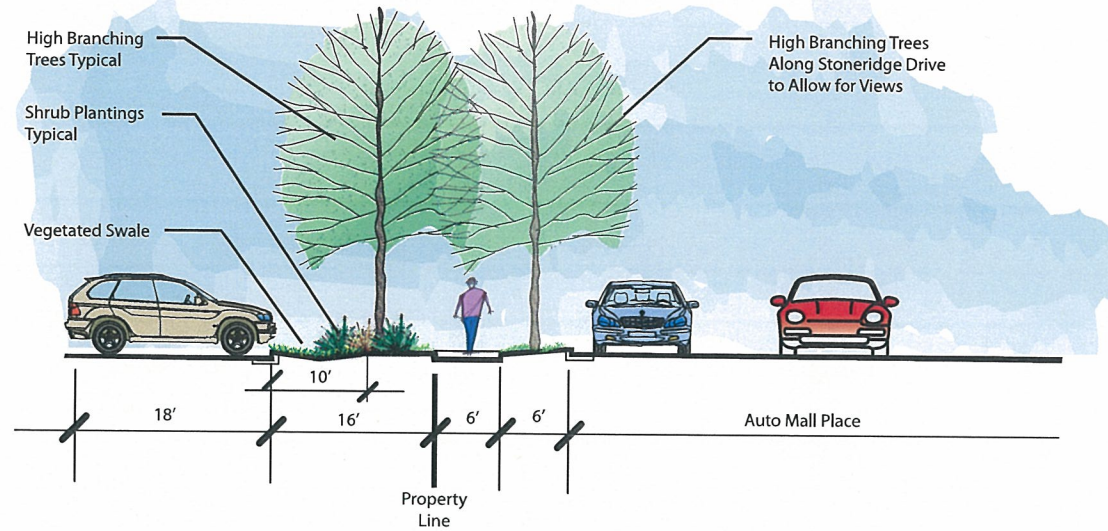 High Branching
Trees Typical
Shrub Plantings
Typical
Vegetated Swale
High Branching Trees
Along Stoneridge Drive
to Allow for Views
10'
18'
16'
6'
6'
Auto Mall Place
Property
Line